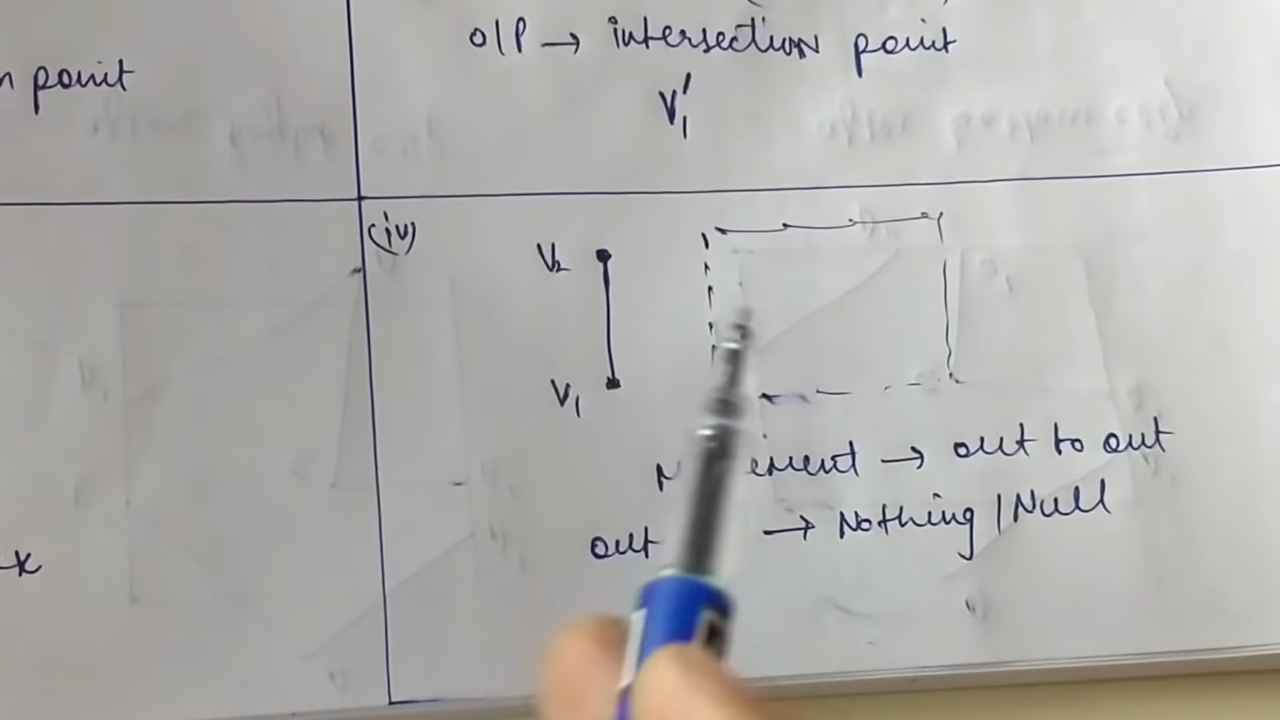 n point
O/P → intersection point
V₁'
(iv)
V₂
V₁
→ out to out
out → Nothing / Null